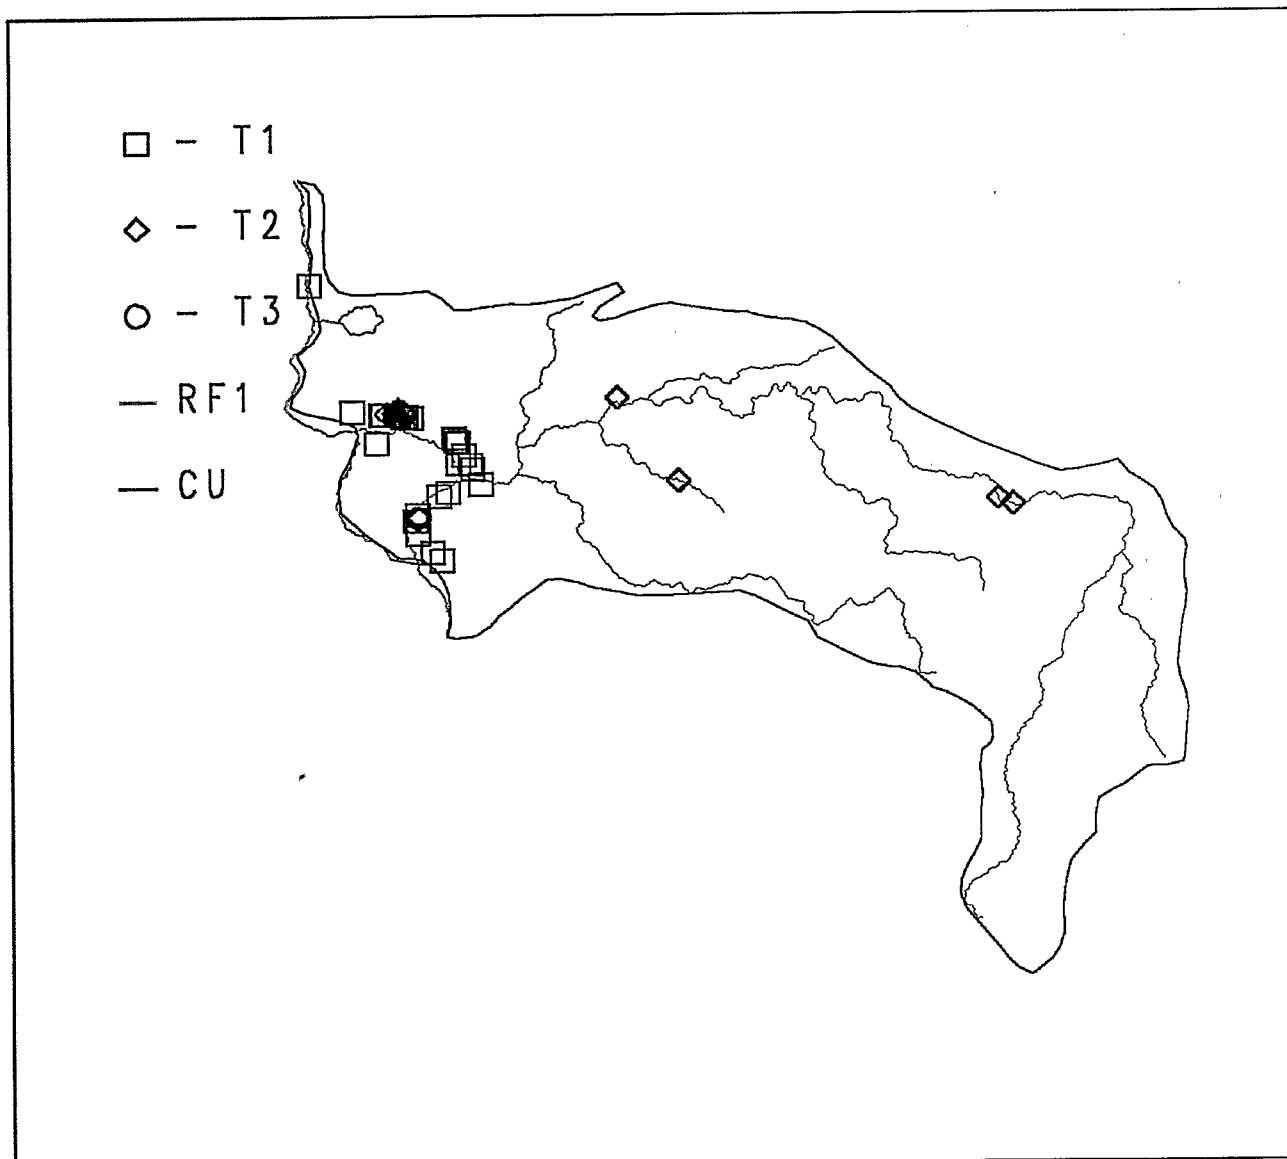 □ - T1
◇ - T2
○ - T3
— RF1
— CU